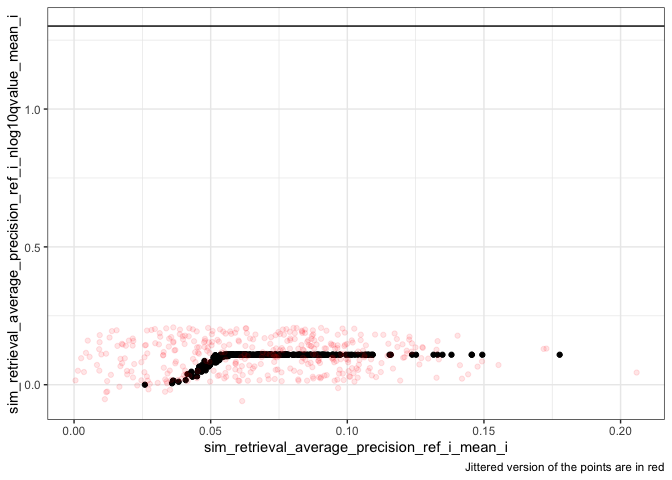 sim_retrieval_average_precision_ref_i_nlog10qvalue_mean_i
1.0
0.5
0.0
0.00
0.05
0.10
0.15
0.20
sim_retrieval_average_precision_ref_i_mean_i
Jittered version of the points are in red